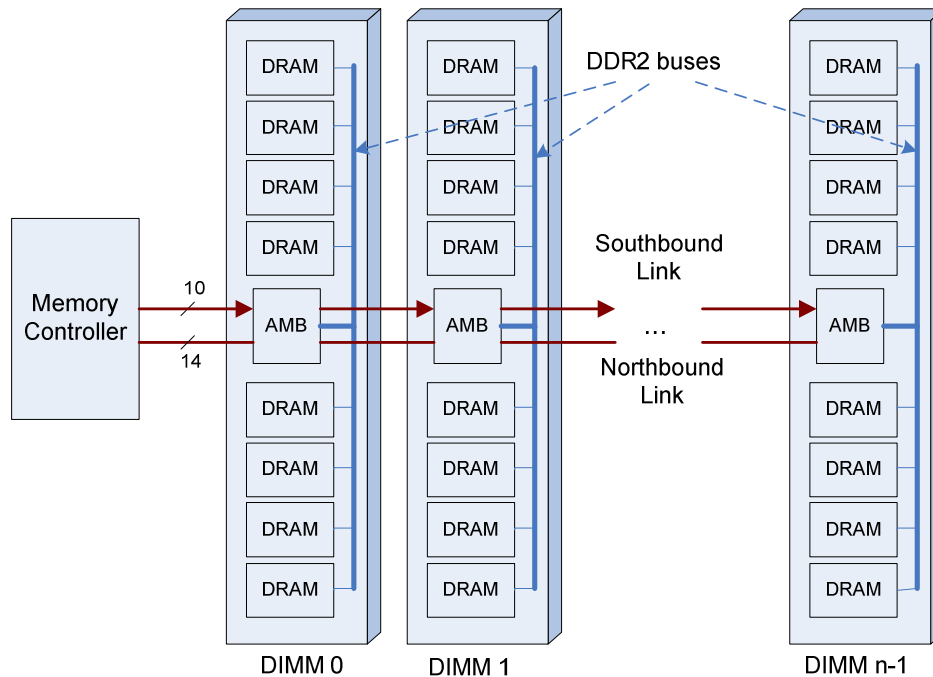 DRAM
DRAM
DRAM
DRAM
AMB
DRAM
DRAM
DRAM
DRAM
DIMM 0
DRAM
DRAM
DRAM
DRAM
AMB
DRAM
DRAM
DRAM
DRAM
DIMM 1
DRAM
DRAM
DRAM
DRAM
AMB
DRAM
DRAM
DRAM
DRAM
DIMM n-1
DDR2 buses
Memory
Controller
10
14
Southbound
Link
...
Northbound
Link